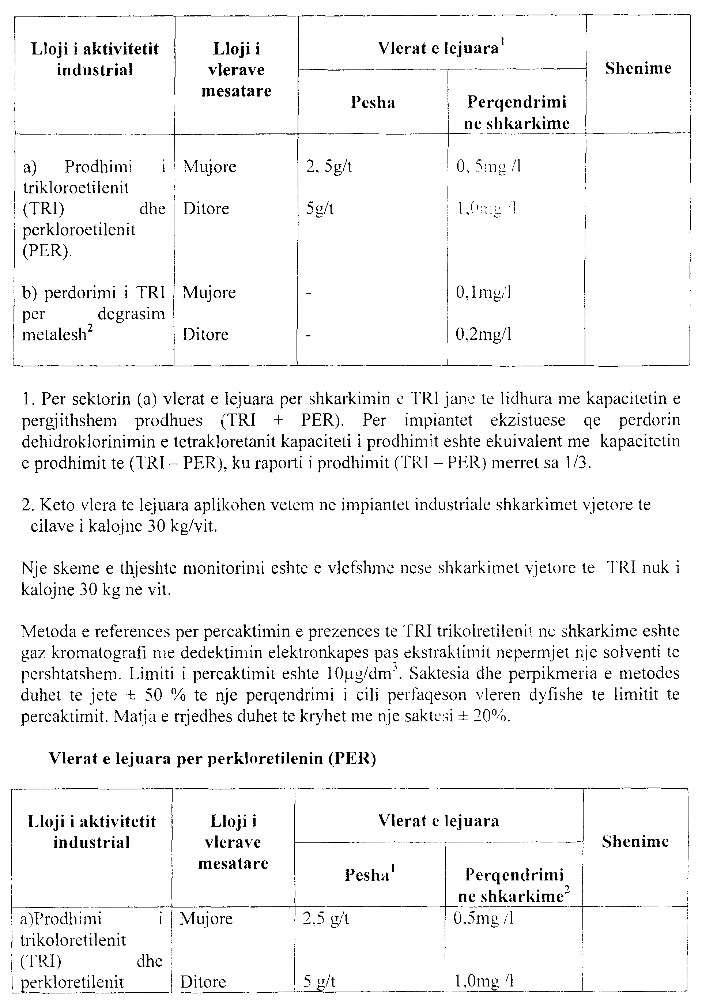 Lloji i aktivitetit industrial
Lloji i vlerave mesatare
Vlerat e lejuara¹
Shenime
Pesha
Perqendrimi ne shkarkime
a) Prodhimi i
Mujore
2, 5g/t
0, 5mg /l
trikloroetilenit
(TRI) dhe
Ditore
5g/t
1,0mg /l
perkloroetilenit
(PER).
b) perdorimi i TRI
Mujore
-
0,1mg/l
per degrasim
metalesh²
Ditore
-
0,2mg/l
1. Per sektorin (a) vlerat e lejuara per shkarkimin e TRI jane te lidhura me kapacitetin e
pergjithshem prodhues (TRI + PER). Per impiantet ekzistuese qe perdorin
dehidroklorinimin e tetrakloretanit kapaciteti i prodhimit eshte ekuivalent me kapacitetin
e prodhimit te (TRI – PER), ku raporti i prodhimit (TRI – PER) merret sa 1/3.
2. Keto vlera te lejuara aplikohen vetem ne impiantet industriale shkarkimet vjetore te
cilave i kalojne 30 kg/vit.
Nje skeme e thjeshte monitorimi eshte e vlefshme nese shkarkimet vjetore te TRI nuk i
kalojne 30 kg ne vit.
Metoda e references per percaktimin e prezences te TRI trikolretilenit ne shkarkime eshte
gaz kromatografi me dedektimin elektronkapes pas ekstraktimit nepermjet nje solventi te
pershtatshem. Limiti i percaktimit eshte 10µg/dm³. Saktesia dhe perpikmeria e metodes
duhet te jete ± 50 % te nje perqendrimi i cili perfaqeson vleren dyfishe te limitit te
percaktimit. Matja e rrjedhes duhet te kryhet me nje saktesi ± 20%.
Vlerat e lejuara per perkloretilenin (PER)
Lloji i aktivitetit industrial
Lloji i vlerave mesatare
Vlerat e lejuara
Shenime
Pesha¹
Perqendrimi ne shkarkime²
a)Prodhimi i
Mujore
2,5 g/t
0.5mg /l
trikoloretilenit
(TRI) dhe
perkloretilenit
Ditore
5 g/t
1.0mg /l